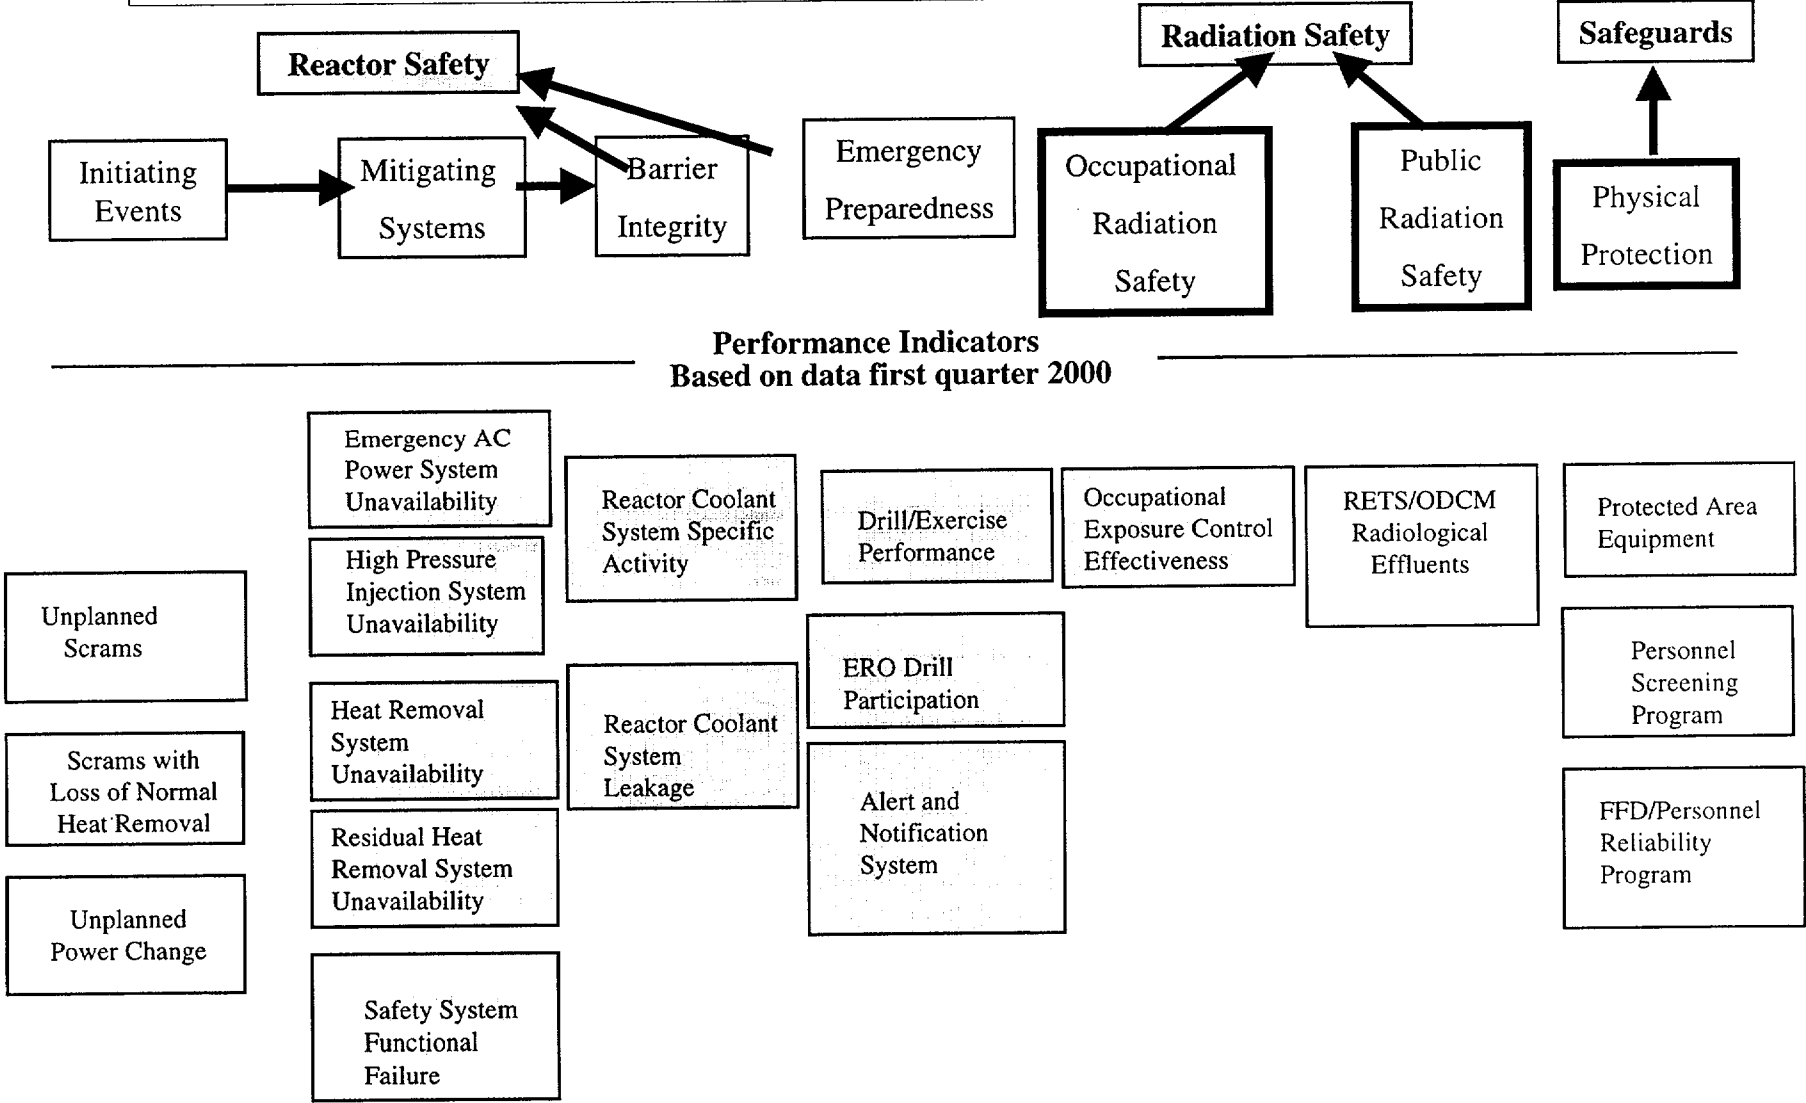 Reactor Safety
Radiation Safety
Safeguards
Initiating
Events
Mitigating
Systems
Barrier
Integrity
Emergency
Preparedness
Occupational
Radiation
Safety
Public
Radiation
Safety
Physical
Protection
Performance Indicators
Based on data first quarter 2000
Unplanned
Scrams
Scrams with
Loss of Normal
Heat Removal
Unplanned
Power Change
Emergency AC
Power System
Unavailability
High Pressure
Injection System
Unavailability
Heat Removal
System
Unavailability
Residual Heat
Removal System
Unavailability
Safety System
Functional
Failure
Reactor Coolant
System Specific
Activity
Reactor Coolant
System
Leakage
Drill/Exercise
Performance
ERO Drill
Participation
Alert and
Notification
System
Occupational
Exposure Control
Effectiveness
RETS/ODCM
Radiological
Effluents
Protected Area
Equipment
Personnel
Screening
Program
FFD/Personnel
Reliability
Program